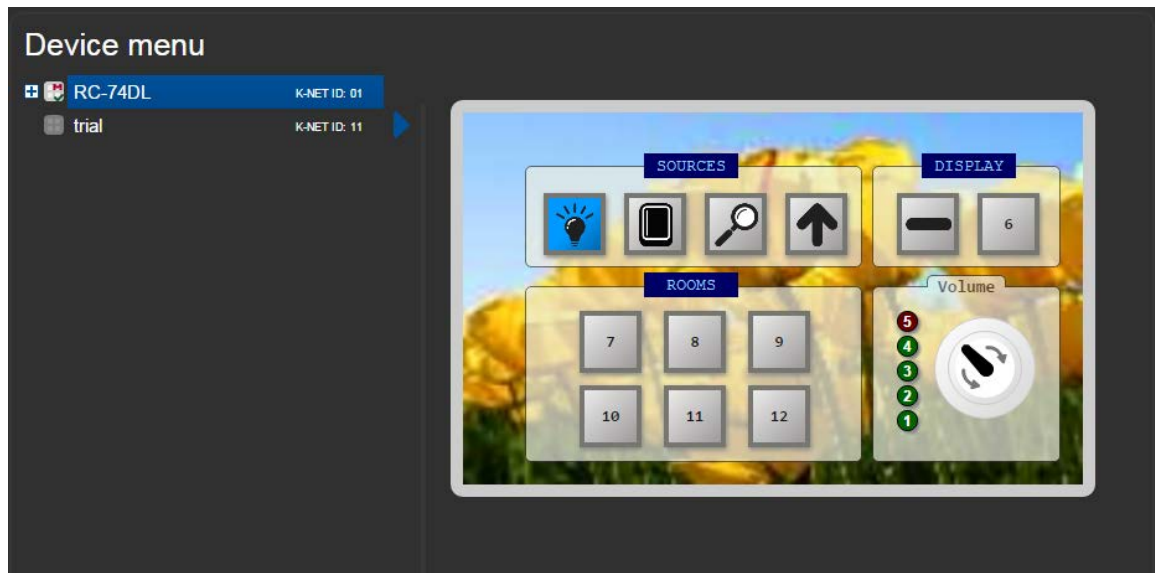 Device menu
RC-74DL K-NET ID: 01
trial K-NET ID: 11
SOURCES
DISPLAY
6
ROOMS
Volume
7 8 9
10 11 12
5
4
3
2
1